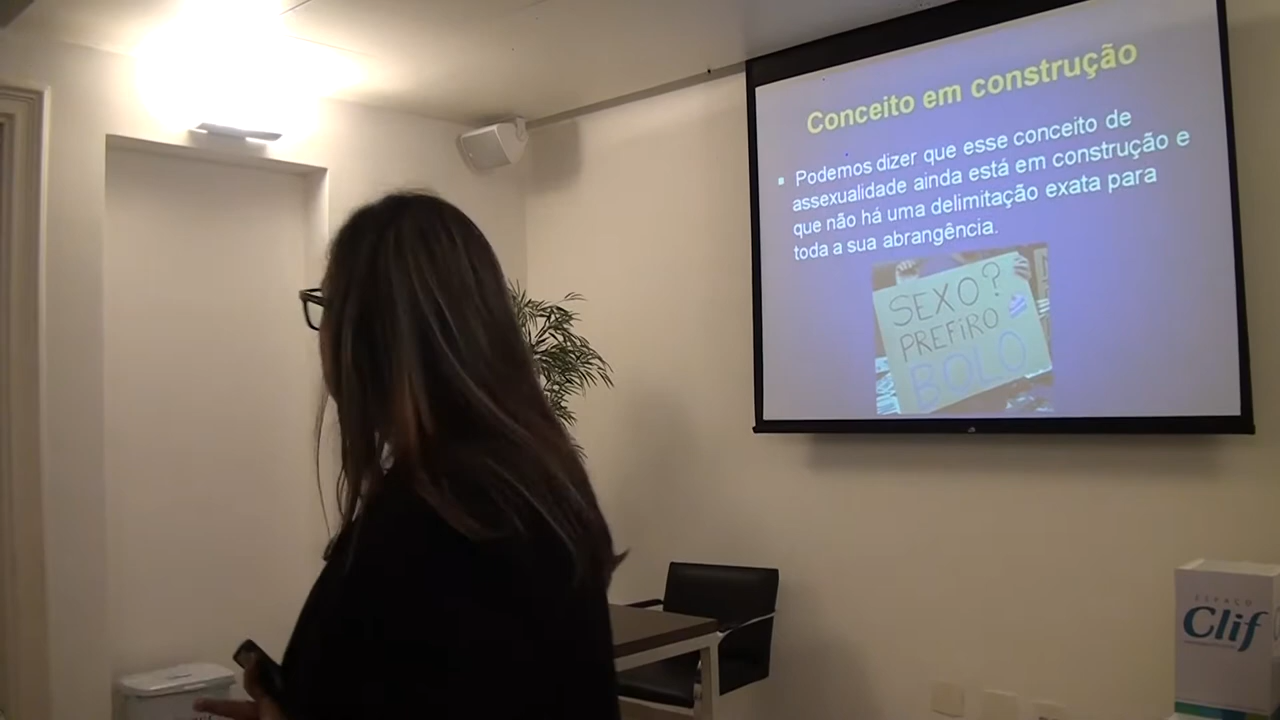 Conceito em construção
Podemos dizer que esse conceito de
assexualidade ainda está em construção e
que não há uma delimitação exata para
toda a sua abrangência.
SEXO?
PREFIRO
BOLO
ESPAÇO
Clif